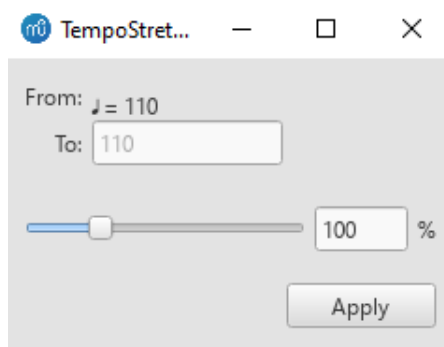 TempoStret...
From: ♩ = 110
To: 110
100 %
Apply